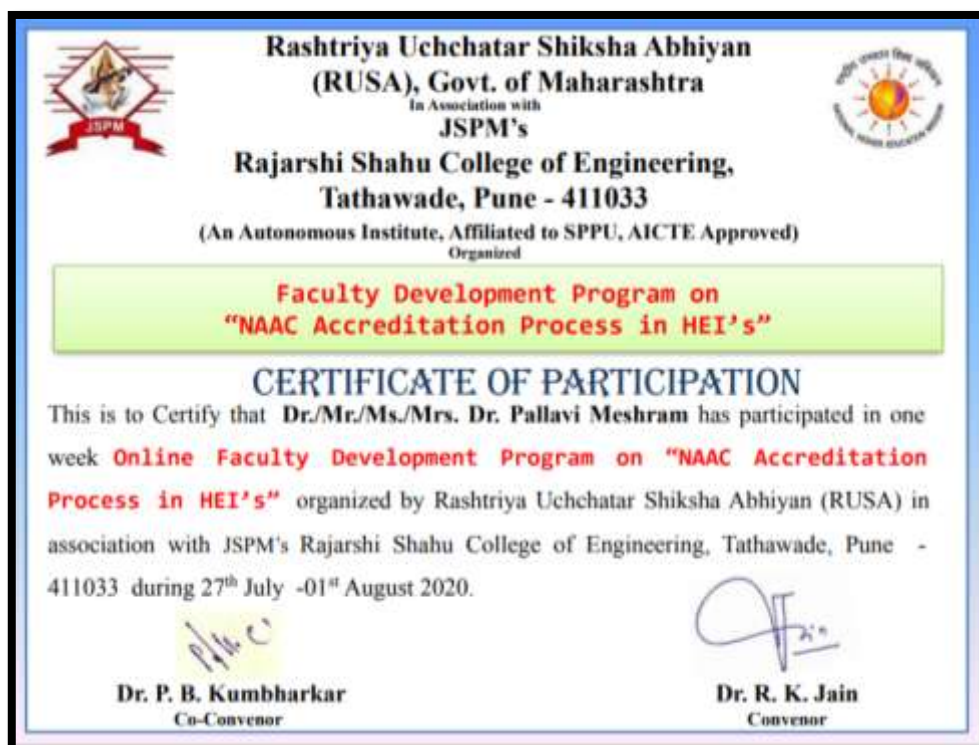 Rashtriya Uchchatar Shiksha Abhiyan
(RUSA), Govt. of Maharashtra
In Association with
JSPM's
Rajarshi Shahu College of Engineering,
Tathawade, Pune - 411033
(An Autonomous Institute, Affiliated to SPPU, AICTE Approved)
Organized
JSPM
Faculty Development Program on
“NAAC Accreditation Process in HEI’s”
CERTIFICATE OF PARTICIPATION
This is to Certify that Dr./Mr./Ms./Mrs. Dr. Pallavi Meshram has participated in one
week Online Faculty Development Program on “NAAC Accreditation
Process in HEI’s” organized by Rashtriya Uchchatar Shiksha Abhiyan (RUSA) in
association with JSPM's Rajarshi Shahu College of Engineering, Tathawade, Pune -
411033 during 27th July -01st August 2020.
Dr. P. B. Kumbharkar
Co-Convenor
Dr. R. K. Jain
Convenor